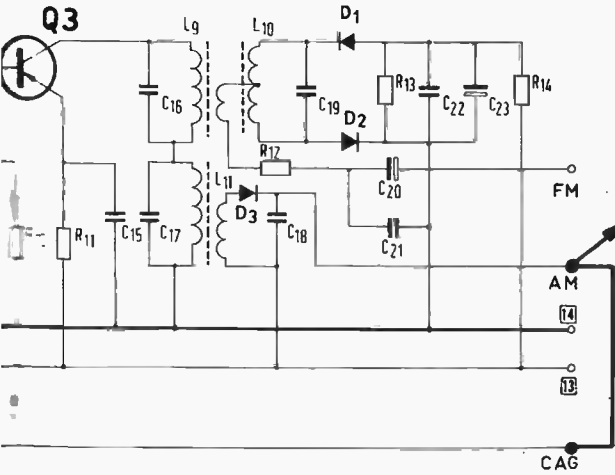 Q3
L9
L10
D1
C16
C19
R13
C22
C23
R14
D2
R12
L11
C20
FM
D3
R11
C15
C17
C18
C21
AM
14
13
CAG